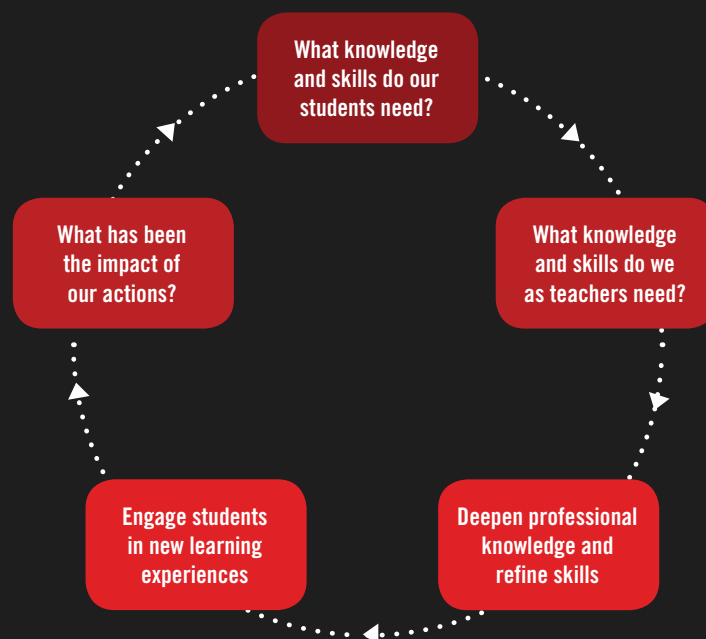 What knowledge
and skills do our
students need?
What knowledge
and skills do we
as teachers need?
Deepen professional
knowledge and
refine skills
Engage students
in new learning
experiences
What has been
the impact of
our actions?